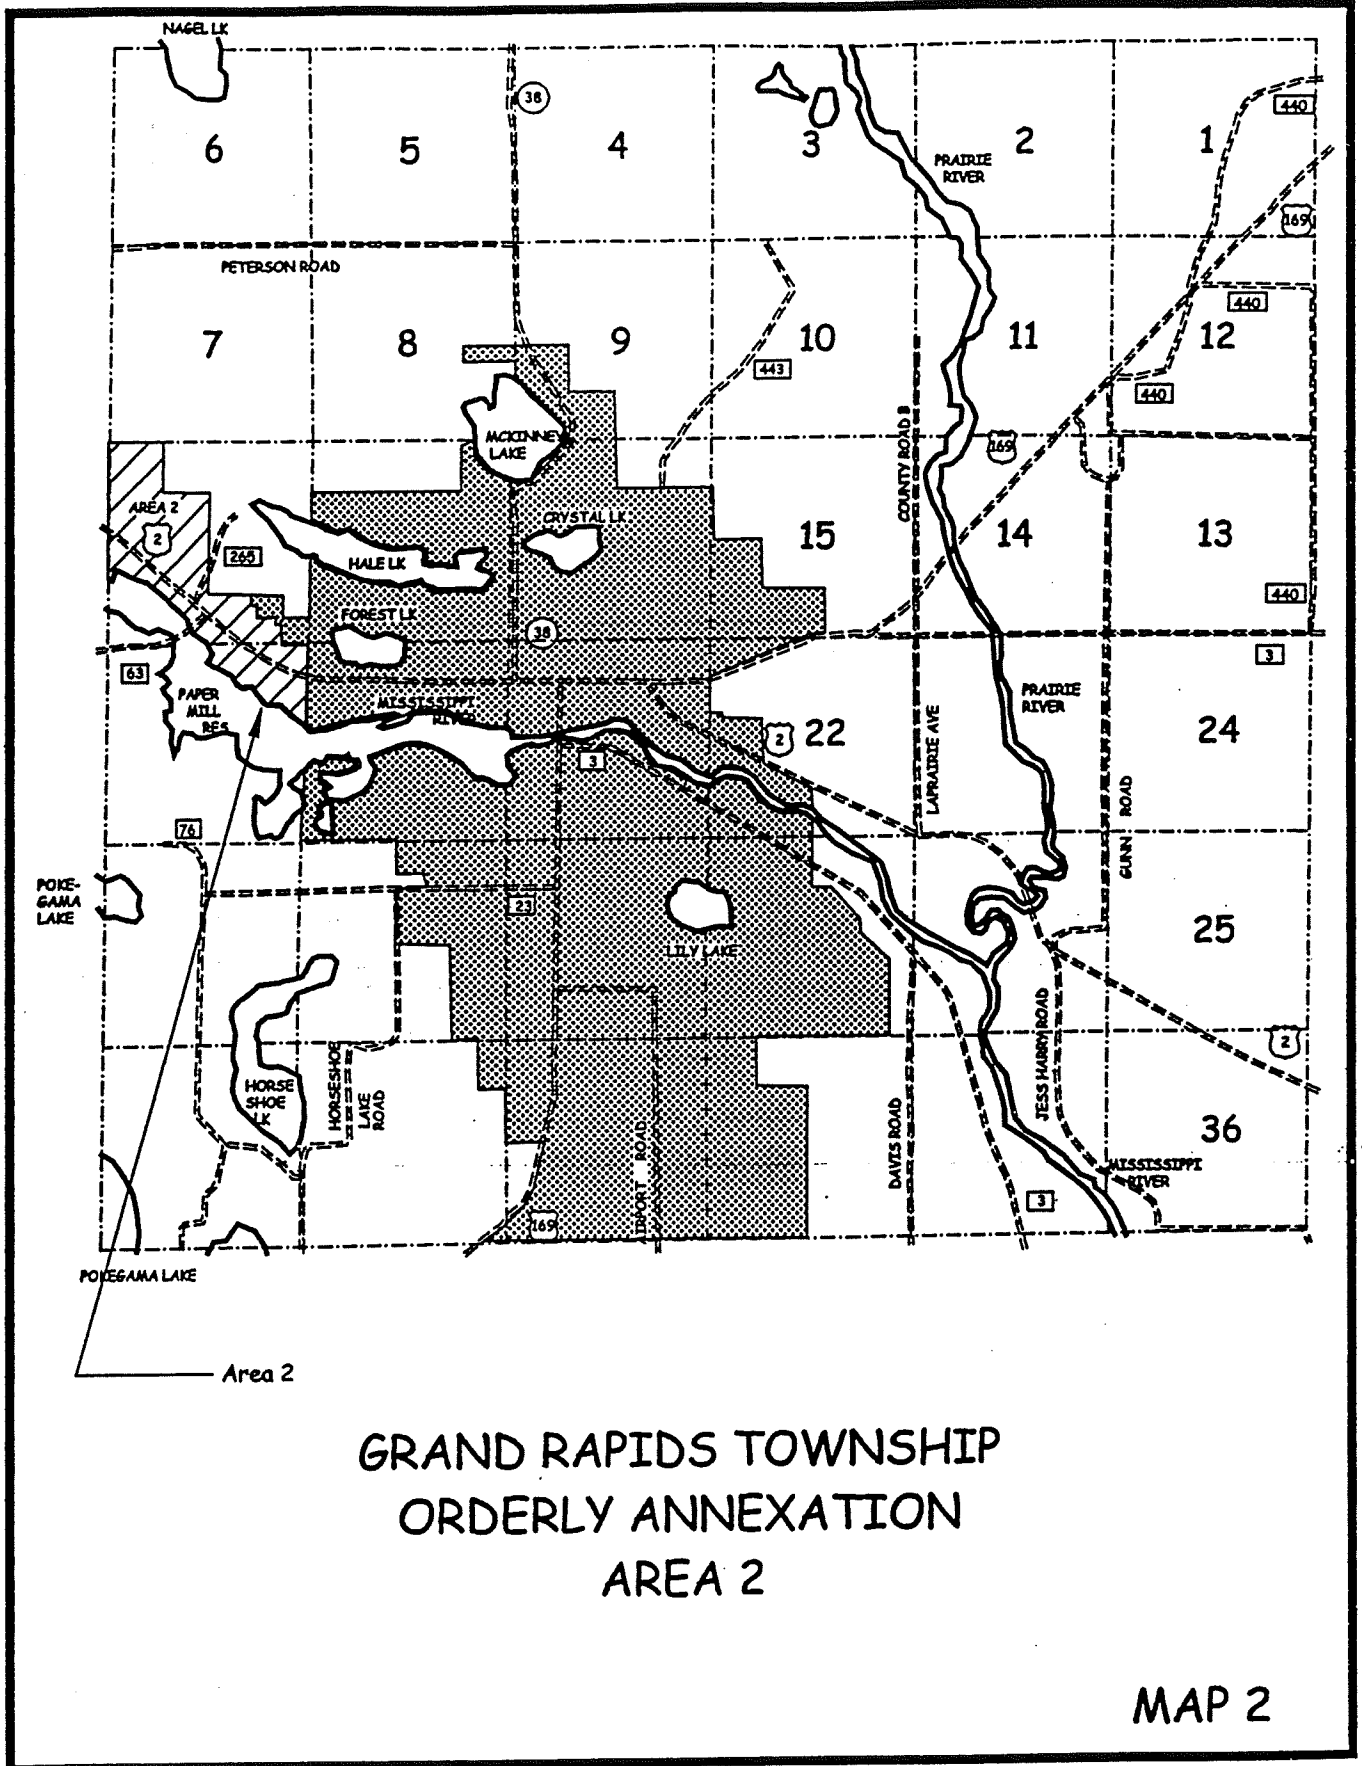 NAGEL LK
38
440
6
5
4
3
2
1
PRAIRIE
RIVER
169
PETERSON ROAD
440
7
8
9
10
11
12
443
440
COUNTY ROAD B
MCKINNEY
LAKE
169
AREA 2
2
265
CRYSTAL LK
HALE LK
15
14
13
440
FOREST LK
38
3
63
PAPER
MILL
RES
MISSISSIPPI
RIVER
PRAIRIE
RIVER
2
22
LAPRAIRIE AVE
24
3
GUNN ROAD
76
POKE-
GAMA
LAKE
23
LILY LAKE
25
JESS HARRY ROAD
2
HORSE
SHOE
LK
HORSESHOE
LAKE
ROAD
DAVIS ROAD
36
AIRPORT ROAD
MISSISSIPPI
RIVER
3
169
POKEGAMA LAKE
Area 2
GRAND RAPIDS TOWNSHIP
ORDERLY ANNEXATION
AREA 2
MAP 2